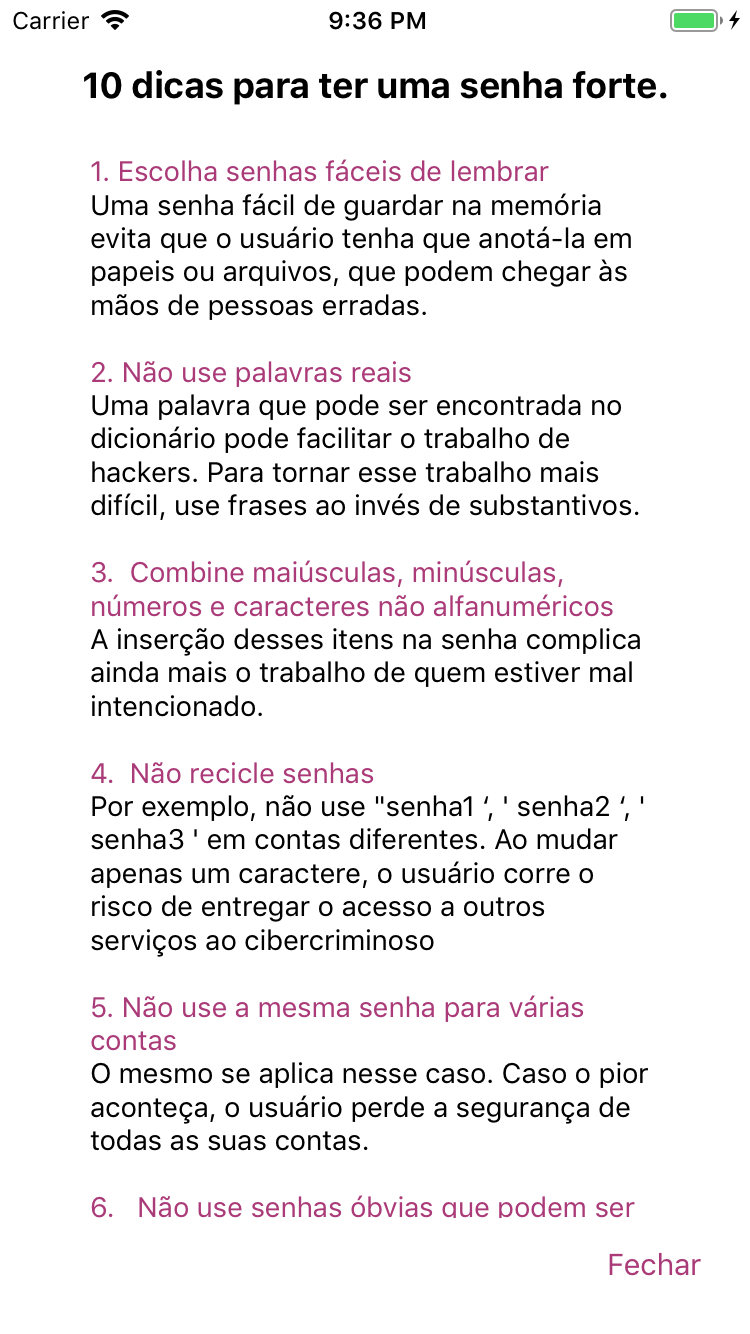 Carrier
9:36 PM
10 dicas para ter uma senha forte.
1. Escolha senhas fáceis de lembrar
Uma senha fácil de guardar na memória
evita que o usuário tenha que anotá-la em
papeis ou arquivos, que podem chegar às
mãos de pessoas erradas.
2. Não use palavras reais
Uma palavra que pode ser encontrada no
dicionário pode facilitar o trabalho de
hackers. Para tornar esse trabalho mais
difícil, use frases ao invés de substantivos.
3.  Combine maiúsculas, minúsculas,
números e caracteres não alfanuméricos
A inserção desses itens na senha complica
ainda mais o trabalho de quem estiver mal
intencionado.
4.  Não recicle senhas
Por exemplo, não use "senha1 ‘, ' senha2 ‘, '
senha3 ' em contas diferentes. Ao mudar
apenas um caractere, o usuário corre o
risco de entregar o acesso a outros
serviços ao cibercriminoso
5. Não use a mesma senha para várias
contas
O mesmo se aplica nesse caso. Caso o pior
aconteça, o usuário perde a segurança de
todas as suas contas.
6.   Não use senhas óbvias que podem ser
Fechar